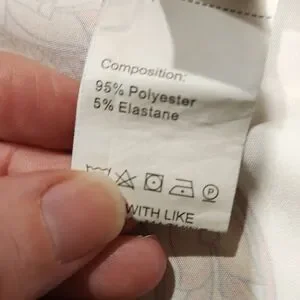 Composition:
95% Polyester
5% Elastane
P
WITH LIKE